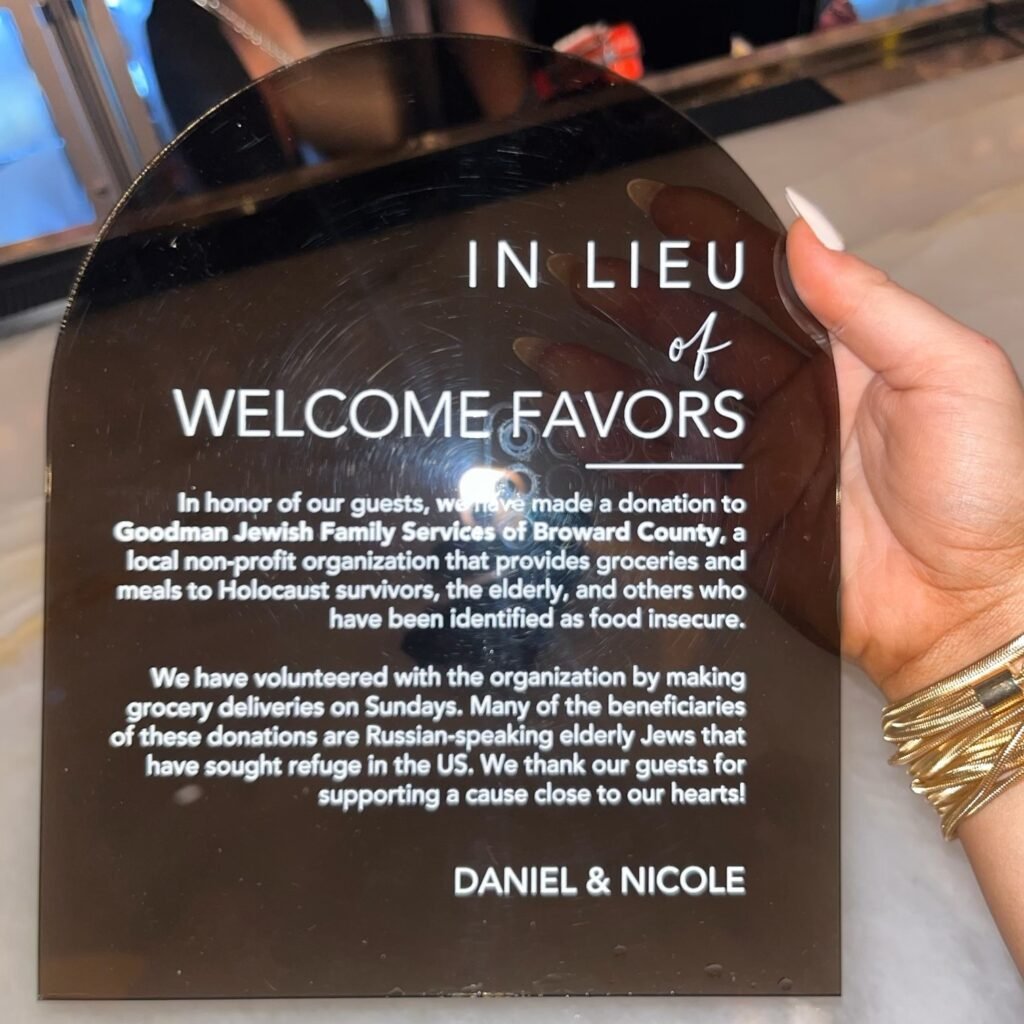 IN LIEU
of
WELCOME FAVORS
In honor of our guests, we have made a donation to
Goodman Jewish Family Services of Broward County, a
local non-profit organization that provides groceries and
meals to Holocaust survivors, the elderly, and others who
have been identified as food insecure.
We have volunteered with the organization by making
grocery deliveries on Sundays. Many of the beneficiaries
of these donations are Russian-speaking elderly Jews that
have sought refuge in the US. We thank our guests for
supporting a cause close to our hearts!
DANIEL & NICOLE